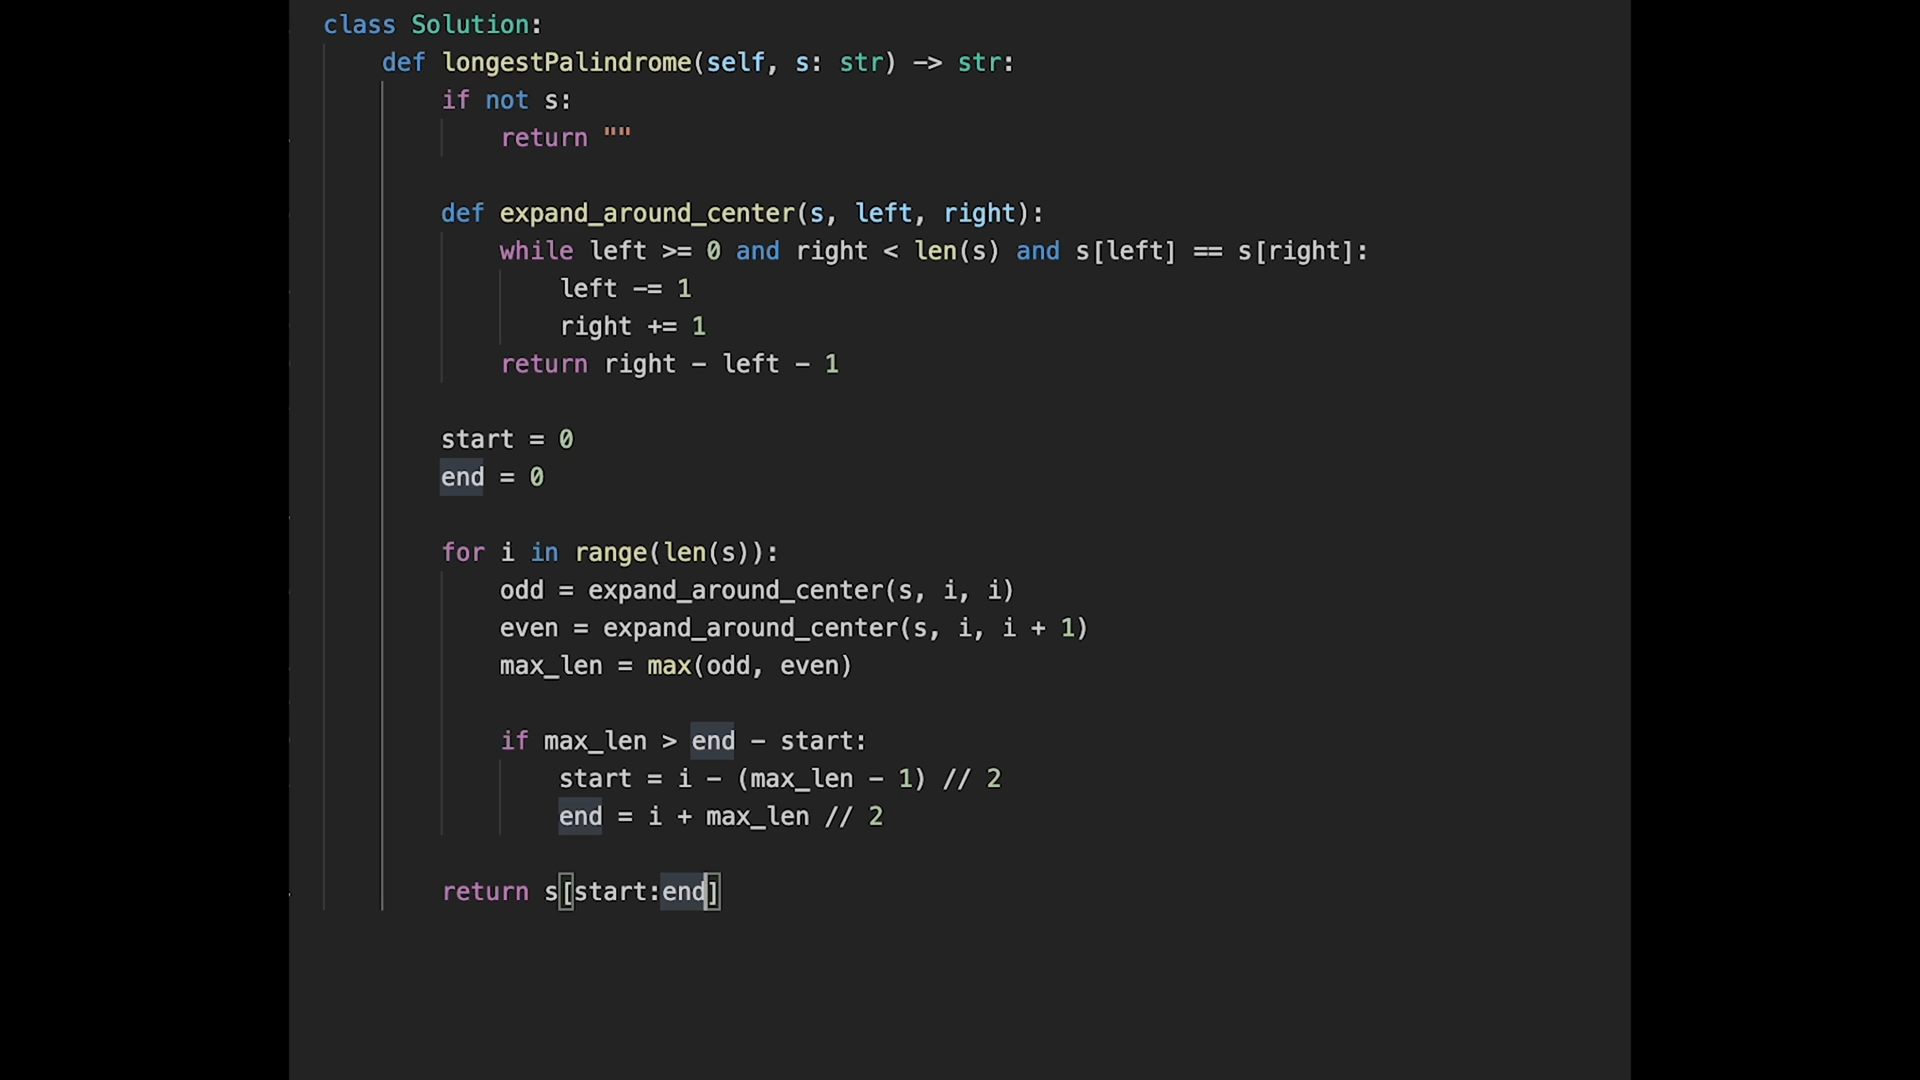 class Solution:
    def longestPalindrome(self, s: str) -> str:
        if not s:
            return ""

        def expand_around_center(s, left, right):
            while left >= 0 and right < len(s) and s[left] == s[right]:
                left -= 1
                right += 1
            return right - left - 1

        start = 0
        end = 0

        for i in range(len(s)):
            odd = expand_around_center(s, i, i)
            even = expand_around_center(s, i, i + 1)
            max_len = max(odd, even)

            if max_len > end - start:
                start = i - (max_len - 1) // 2
                end = i + max_len // 2

        return s[start:end]